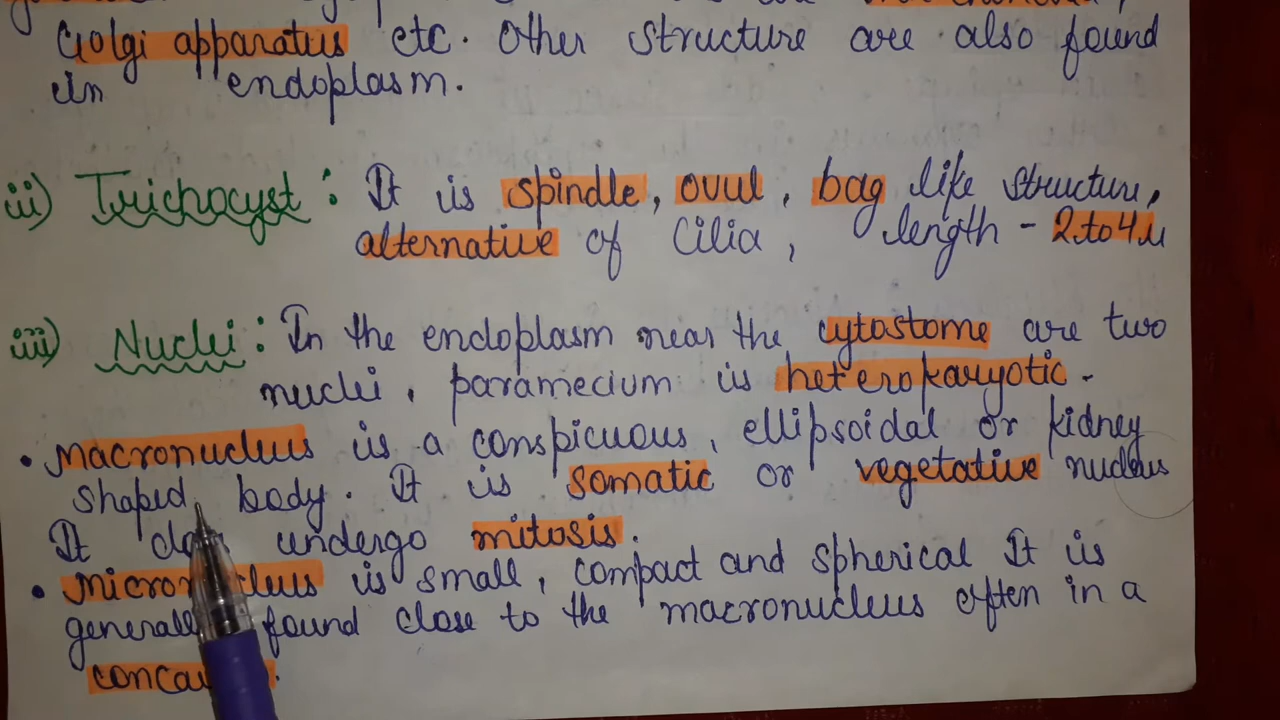 Golgi apparatus etc. Other structure are also found
in endoplasm.
ii) Trichocyst : It is spindle, ovul, bag like structure,
alternative of Cilia, length - 2 to 4 µ
iii) Nuclei : In the endoplasm near the cytostome are two
nuclei, paramecium is heterokaryotic.
• Macronucleus is a conspicuous, ellipsoidal or kidney
shaped body. It is somatic or vegetative nucleus
It undergo mitosis.
• Micronucleus is small, compact and spherical It is
found close to the macronucleus often in a